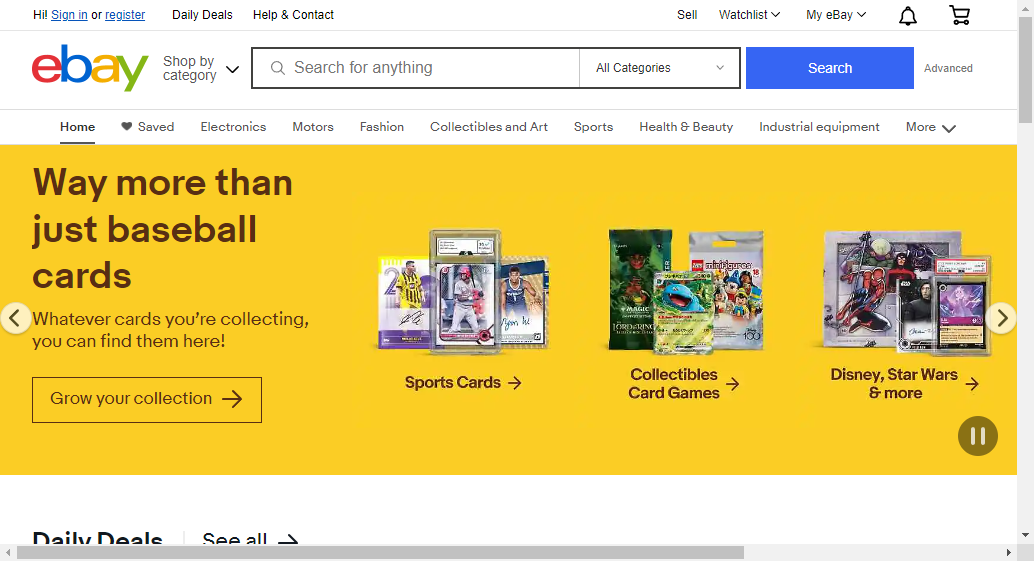 Hi! Sign in or register Daily Deals Help & Contact Sell Watchlist My eBay
ebay
Shop by
category
Search for anything
All Categories
Search
Advanced
Home Saved Electronics Motors Fashion Collectibles and Art Sports Health & Beauty Industrial equipment More
Way more than
just baseball
cards
Whatever cards you're collecting,
you can find them here!
Grow your collection
Sports Cards
MAGIC
minifigures
Collectibles
Card Games
Disney, Star Wars
& more
Daily Deals See all